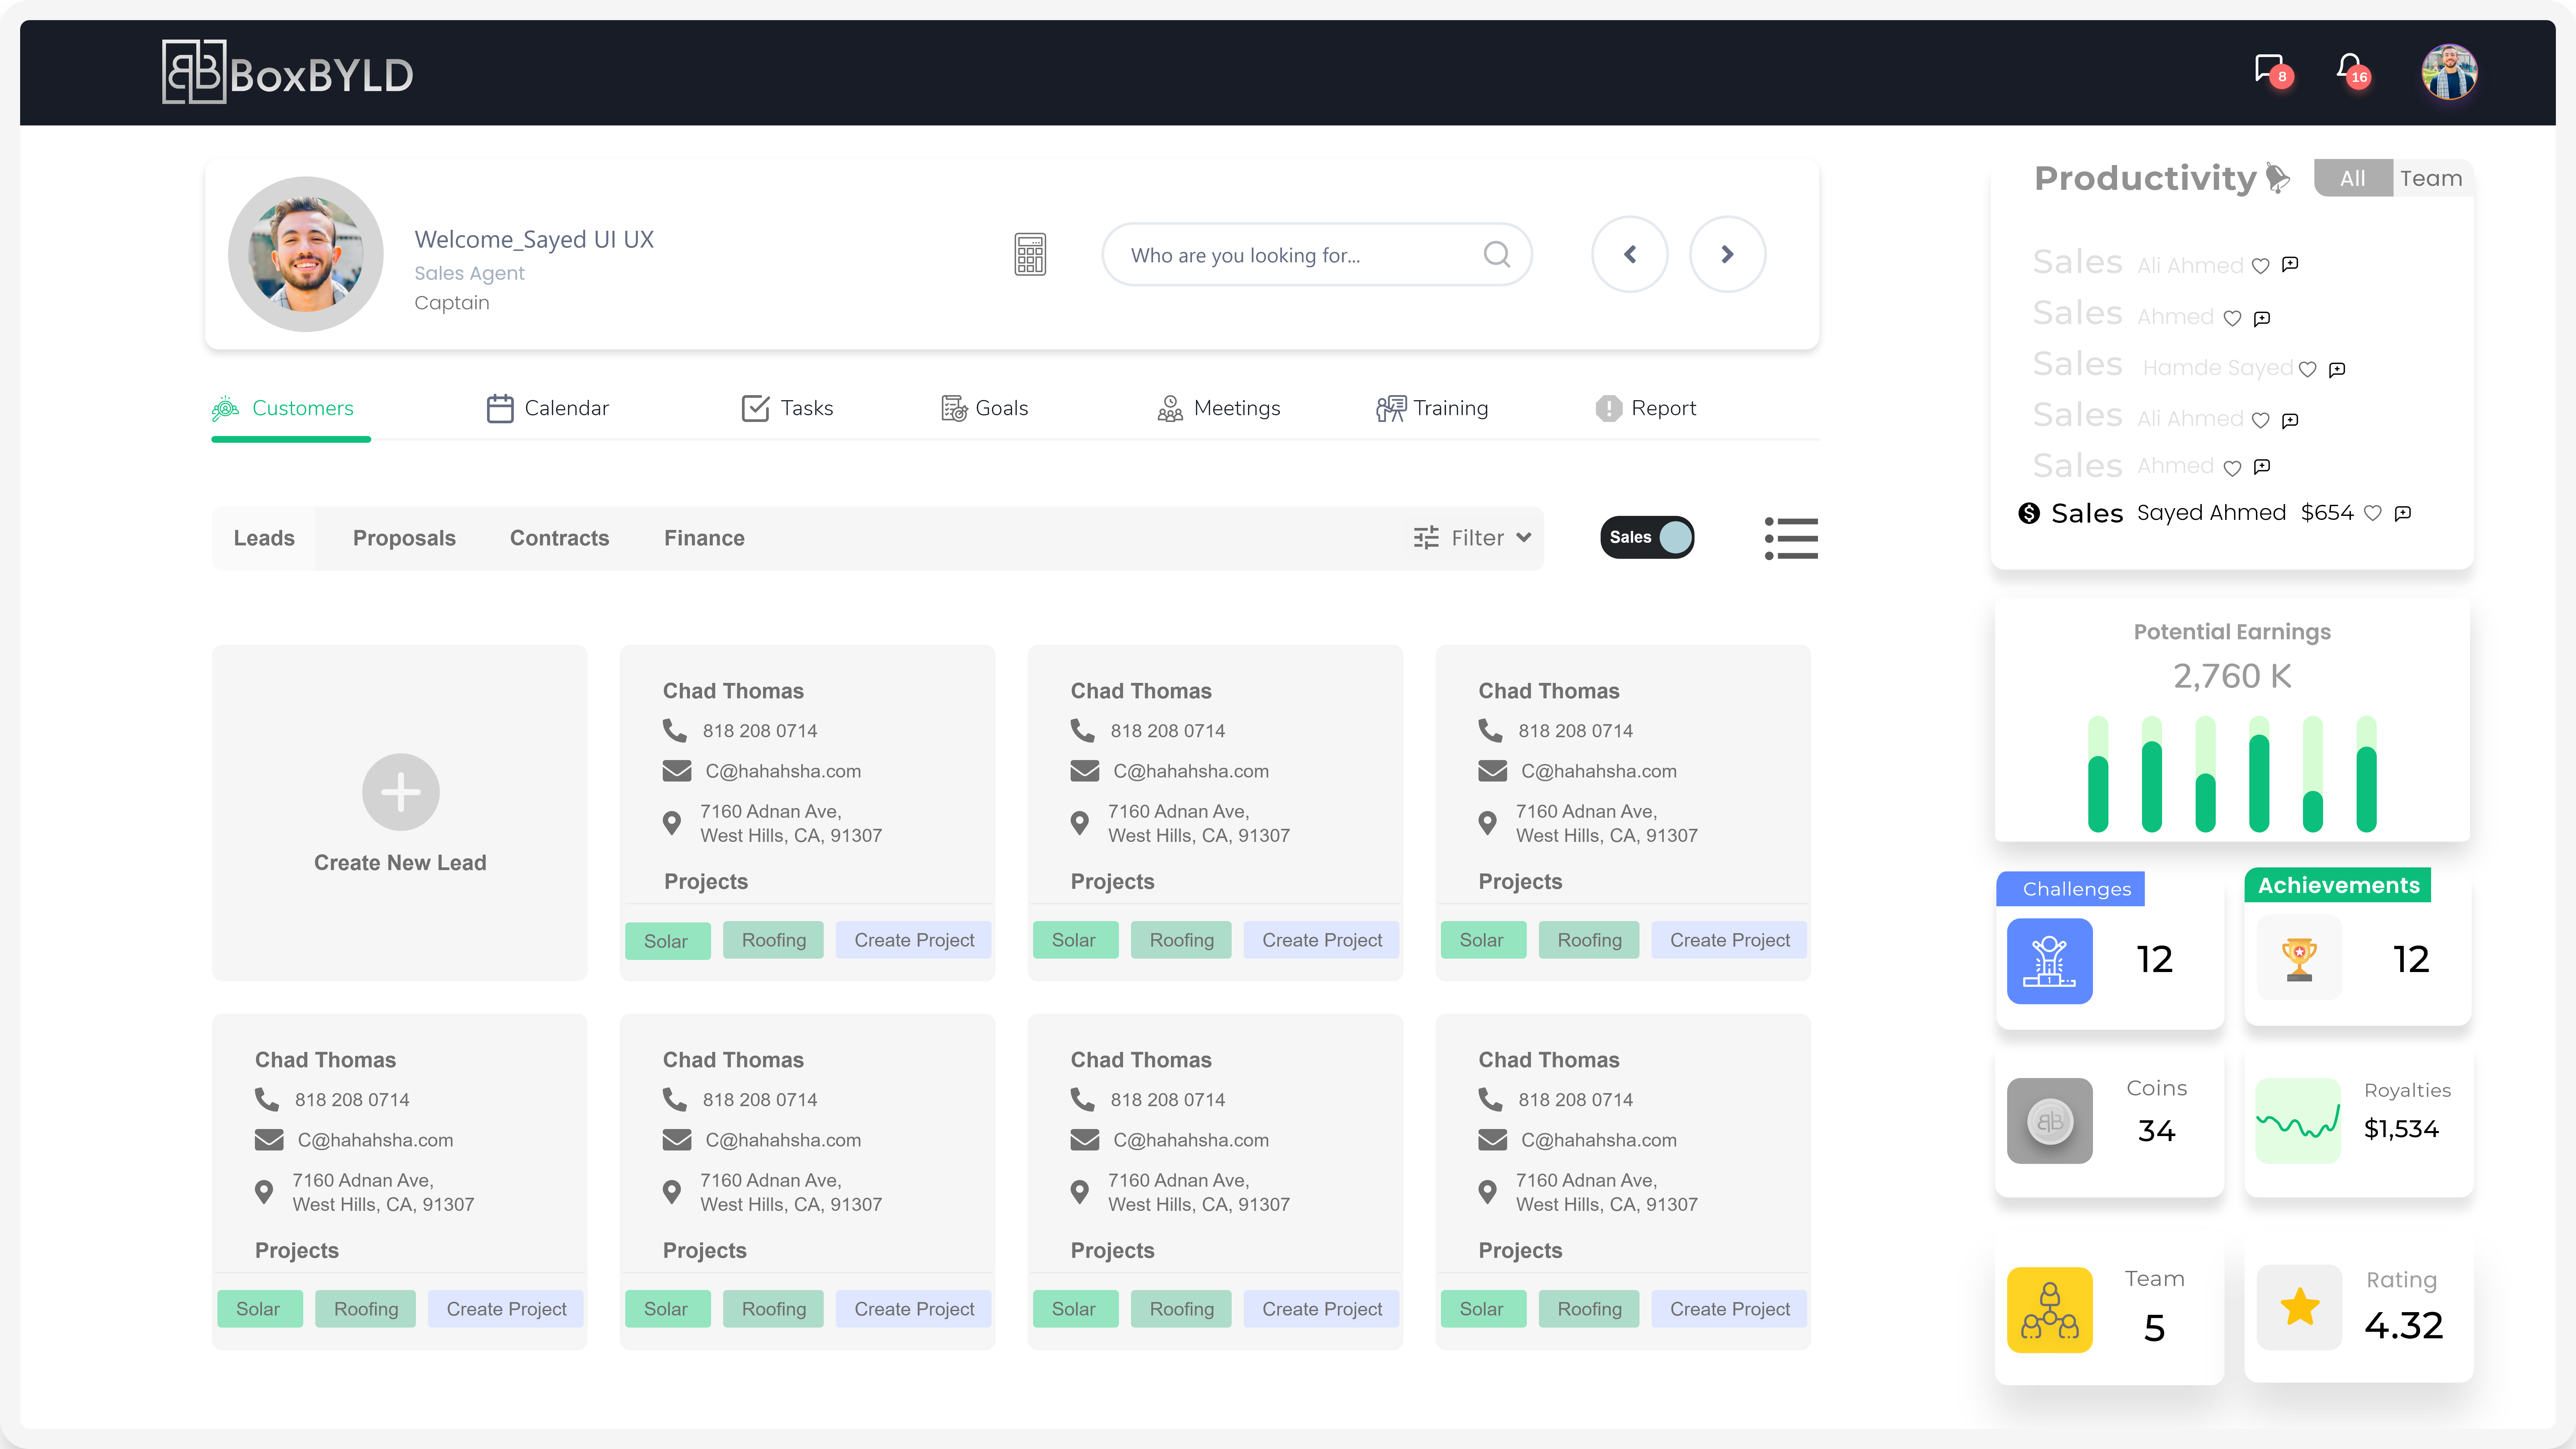 BoxBYLD
8
16
Welcome_Sayed UI UX
Sales Agent
Captain
Who are you looking for...
Customers
Calendar
Tasks
Goals
Meetings
Training
Report
Leads
Proposals
Contracts
Finance
Filter
Sales
Create New Lead
Chad Thomas
818 208 0714
C@hahahsha.com
7160 Adnan Ave,
West Hills, CA, 91307
Projects
Solar Roofing Create Project
Chad Thomas
818 208 0714
C@hahahsha.com
7160 Adnan Ave,
West Hills, CA, 91307
Projects
Solar Roofing Create Project
Chad Thomas
818 208 0714
C@hahahsha.com
7160 Adnan Ave,
West Hills, CA, 91307
Projects
Solar Roofing Create Project
Chad Thomas
818 208 0714
C@hahahsha.com
7160 Adnan Ave,
West Hills, CA, 91307
Projects
Solar Roofing Create Project
Chad Thomas
818 208 0714
C@hahahsha.com
7160 Adnan Ave,
West Hills, CA, 91307
Projects
Solar Roofing Create Project
Chad Thomas
818 208 0714
C@hahahsha.com
7160 Adnan Ave,
West Hills, CA, 91307
Projects
Solar Roofing Create Project
Chad Thomas
818 208 0714
C@hahahsha.com
7160 Adnan Ave,
West Hills, CA, 91307
Projects
Solar Roofing Create Project
Productivity
All Team
Sales Ali Ahmed
Sales Ahmed
Sales Hamde Sayed
Sales Ali Ahmed
Sales Ahmed
Sales Sayed Ahmed $654
Potential Earnings
2,760 K
Challenges
12
Achievements
12
Coins
34
Royalties
$1,534
Team
5
Rating
4.32